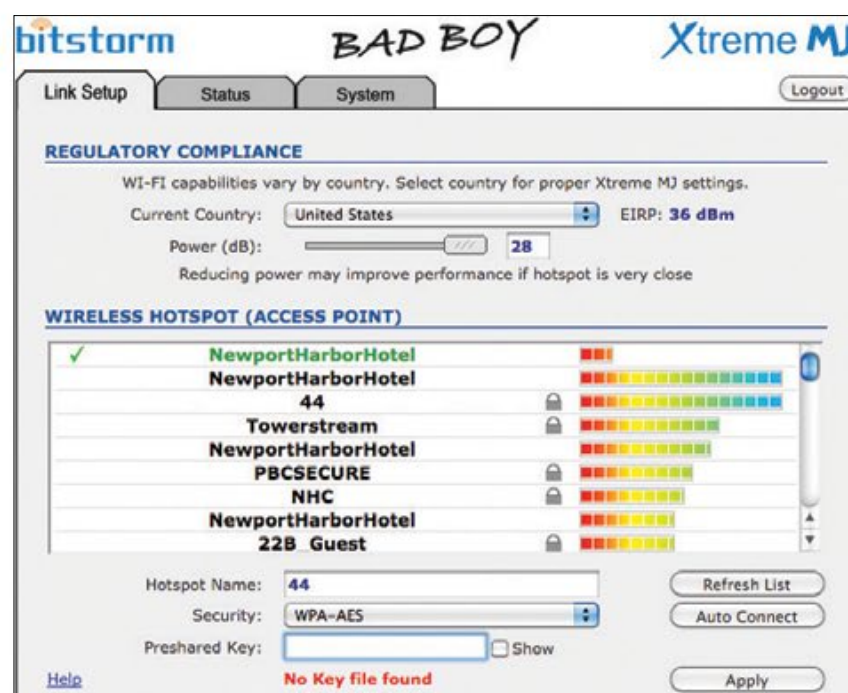 bitstorm BAD BOY Xtreme MJ
Link Setup Status System Logout
REGULATORY COMPLIANCE
WI-FI capabilities vary by country. Select country for proper Xtreme MJ settings.
Current Country: United States EIRP: 36 dBm
Power (dB): 28
Reducing power may improve performance if hotspot is very close
WIRELESS HOTSPOT (ACCESS POINT)
✓ NewportHarborHotel
NewportHarborHotel
44
Towerstream
NewportHarborHotel
PBCSECURE
NHC
NewportHarborHotel
22B_Guest
Hotspot Name: 44 Refresh List
Security: WPA-AES Auto Connect
Preshared Key: Show
Help No Key file found Apply